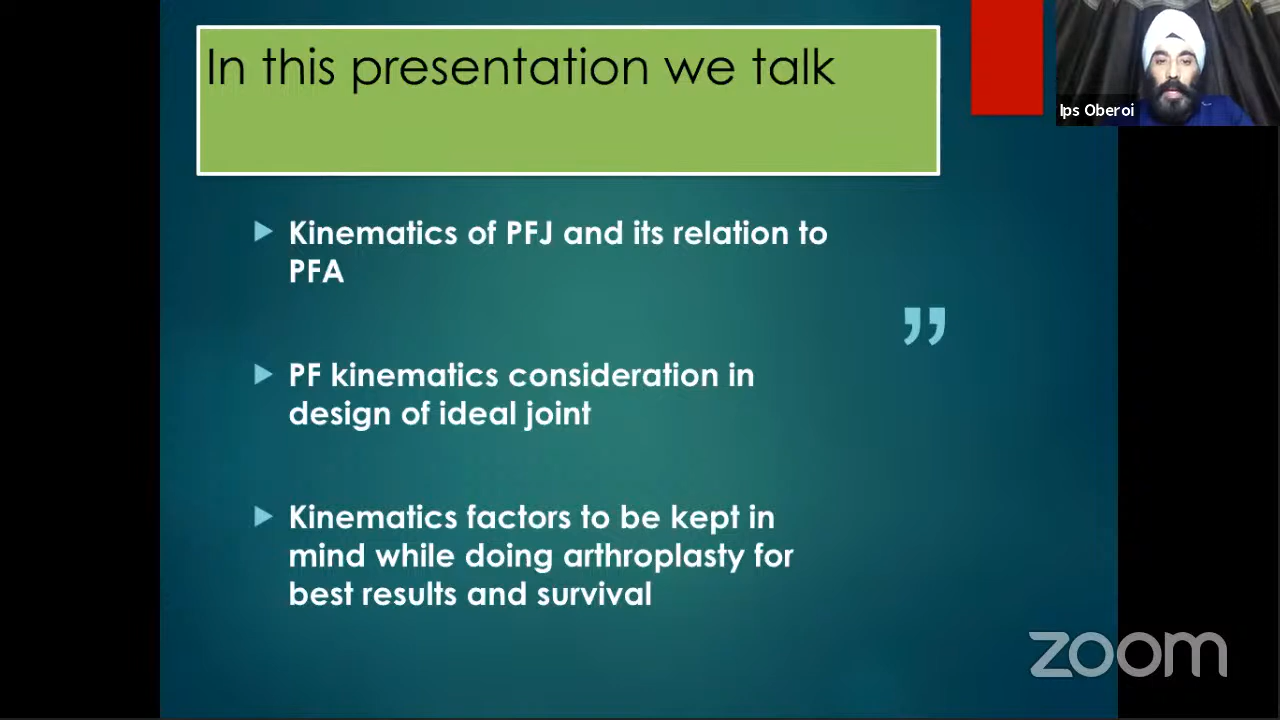 In this presentation we talk
Ips Oberoi
Kinematics of PFJ and its relation to
PFA
”
PF kinematics consideration in
design of ideal joint
Kinematics factors to be kept in
mind while doing arthroplasty for
best results and survival
zoom